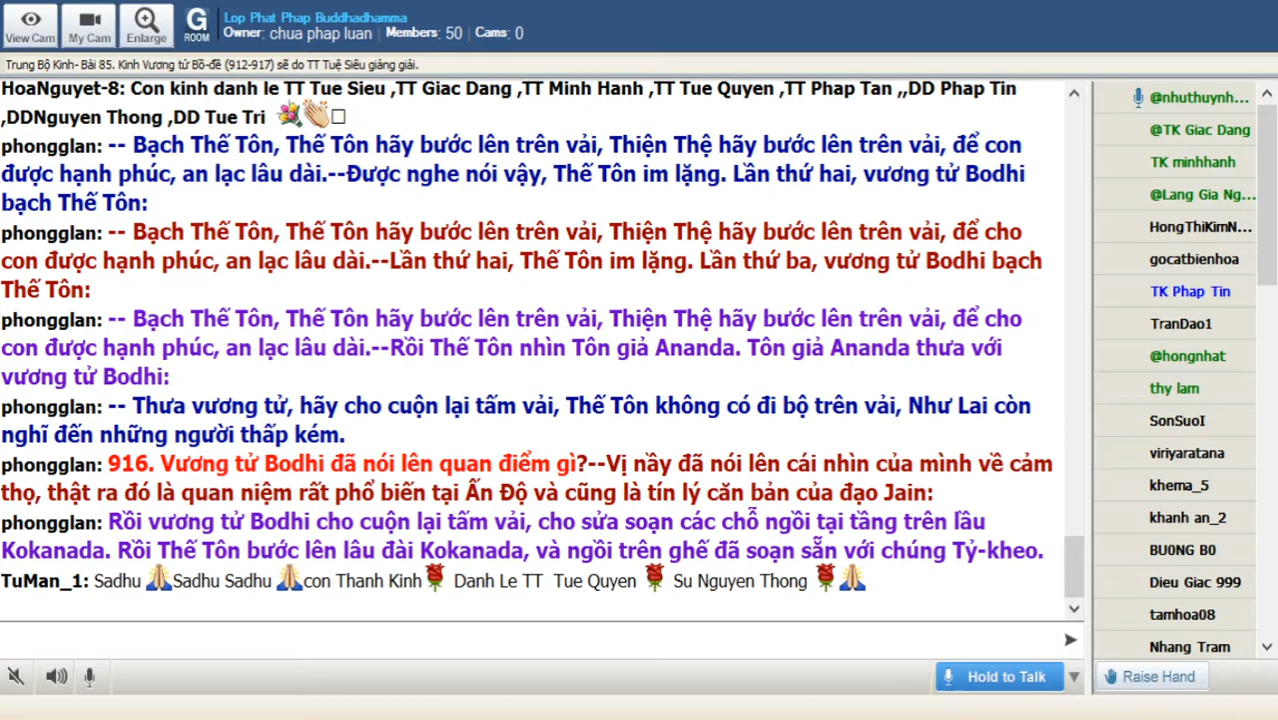 View Cam
My Cam
Enlarge
G
ROOM
Lop Phat Phap Buddhadhamma
Owner: chua phap luan Members: 50 Cams: 0
Trung Bộ Kinh- Bài 85. Kinh Vương tử Bồ-đề (912-917) sẽ do TT Tuệ Siêu giảng giải.
HoaNguyet-8: Con kinh danh le TT Tue Sieu ,TT Giac Dang ,TT Minh Hanh ,TT Tue Quyen ,TT Phap Tan ,,DD Phap Tin
,DDNguyen Thong ,DD Tue Tri
phongglan: -- Bạch Thế Tôn, Thế Tôn hãy bước lên trên vải, Thiện Thệ hãy bước lên trên vải, để con
được hạnh phúc, an lạc lâu dài.--Được nghe nói vậy, Thế Tôn im lặng. Lần thứ hai, vương tử Bodhi
bạch Thế Tôn:
phongglan: -- Bạch Thế Tôn, Thế Tôn hãy bước lên trên vải, Thiện Thệ hãy bước lên trên vải, để cho
con được hạnh phúc, an lạc lâu dài.--Lần thứ hai, Thế Tôn im lặng. Lần thứ ba, vương tử Bodhi bạch
Thế Tôn:
phongglan: -- Bạch Thế Tôn, Thế Tôn hãy bước lên trên vải, Thiện Thệ hãy bước lên trên vải, để cho
con được hạnh phúc, an lạc lâu dài.--Rồi Thế Tôn nhìn Tôn giả Ananda. Tôn giả Ananda thưa với
vương tử Bodhi:
phongglan: -- Thưa vương tử, hãy cho cuộn lại tấm vải, Thế Tôn không có đi bộ trên vải, Như Lai còn
nghĩ đến những người thấp kém.
phongglan: 916. Vương tử Bodhi đã nói lên quan điểm gì?--Vị nầy đã nói lên cái nhìn của mình về cảm
thọ, thật ra đó là quan niệm rất phổ biến tại Ấn Độ và cũng là tín lý căn bản của đạo Jain:
phongglan: Rồi vương tử Bodhi cho cuộn lại tấm vải, cho sửa soạn các chỗ ngồi tại tầng trên lầu
Kokanada. Rồi Thế Tôn bước lên lâu đài Kokanada, và ngồi trên ghế đã soạn sẵn với chúng Tỷ-kheo.
TuMan_1: Sadhu Sadhu Sadhu con Thanh Kinh Danh Le TT Tue Quyen Su Nguyen Thong
@nhuthuynh...
@TK Giac Dang
TK minhhanh
@Lang Gia Ng...
HongThiKimN...
gocatbienhoa
TK Phap Tin
TranDao1
@hongnhat
thy lam
SonSuoI
viriyaratana
khema_5
khanh an_2
BU0NG B0
Dieu Giac 999
tamhoa08
Nhang Tram
Hold to Talk
Raise Hand